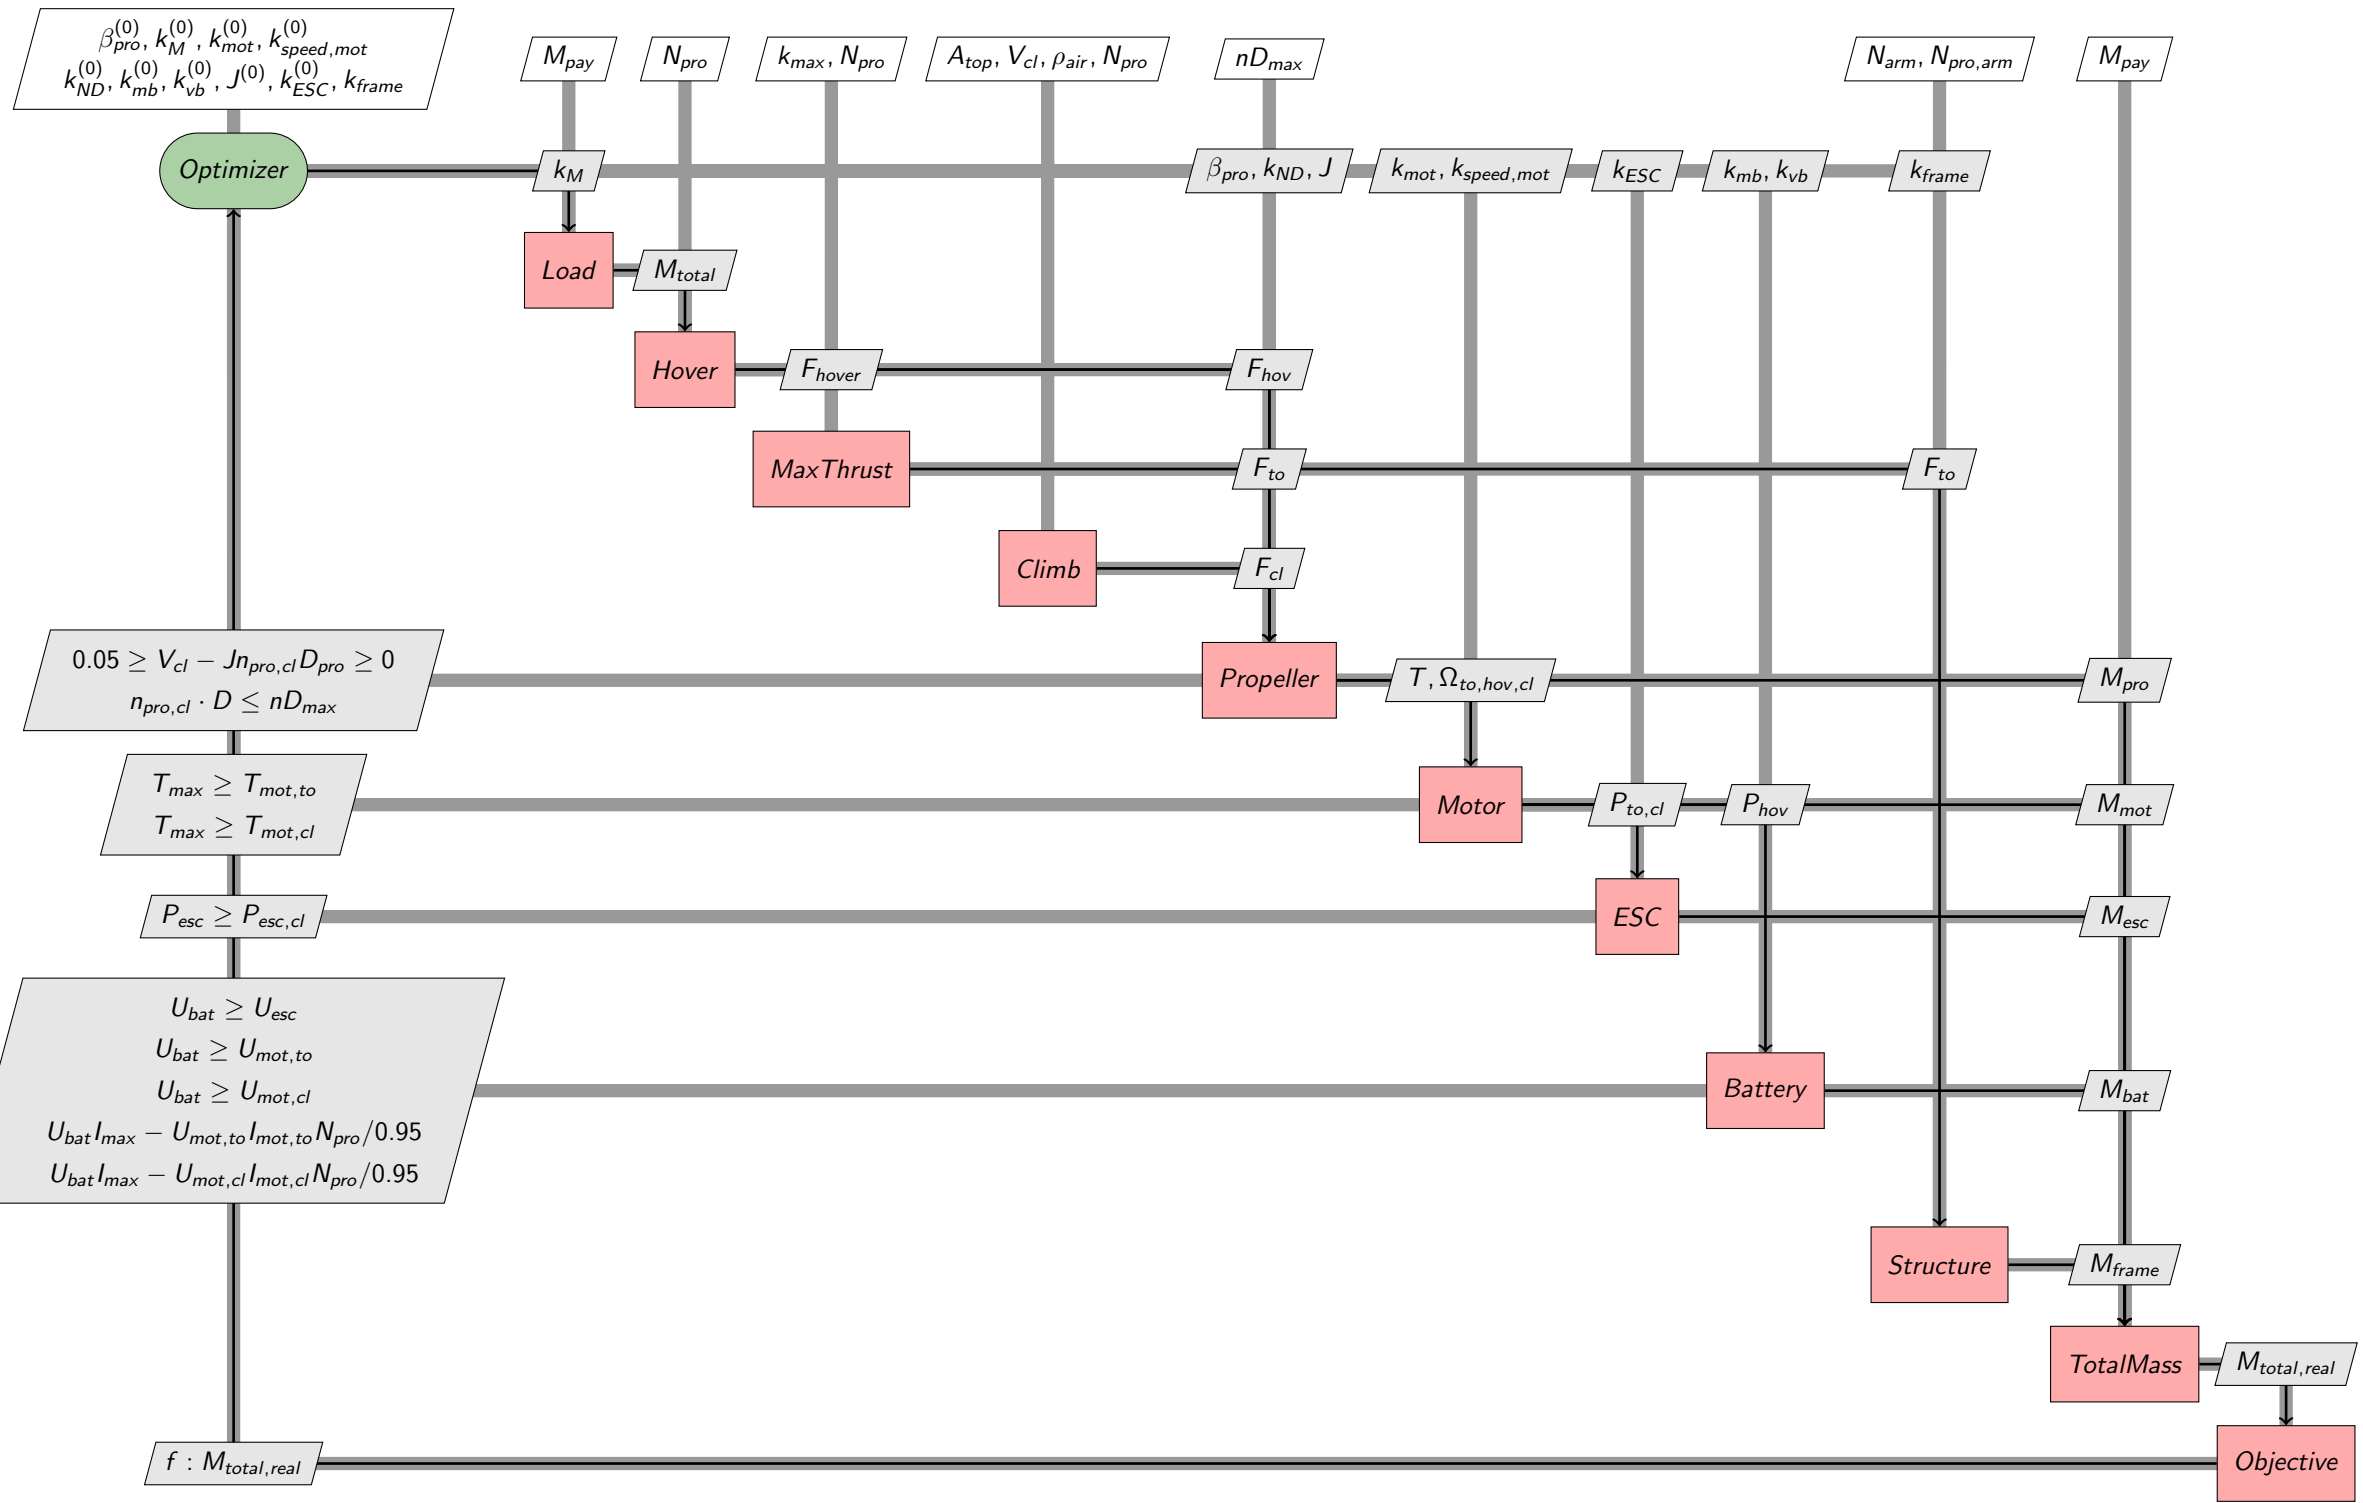 β_pro^(0), k_M^(0), k_mot^(0), k_speed,mot^(0)
k_ND^(0), k_mb^(0), k_vb^(0), J^(0), k_ESC^(0), k_frame
M_pay
N_pro
k_max, N_pro
A_top, V_cl, ρ_air, N_pro
nD_max
N_arm, N_pro,arm
M_pay
Optimizer
k_M
β_pro, k_ND, J
k_mot, k_speed,mot
k_ESC
k_mb, k_vb
k_frame
Load
M_total
Hover
F_hover
F_hov
MaxThrust
F_to
F_to
Climb
F_cl
0.05 ≥ V_cl − Jn_pro,cl D_pro ≥ 0
n_pro,cl · D ≤ nD_max
Propeller
T, Ω_to,hov,cl
M_pro
T_max ≥ T_mot,to
T_max ≥ T_mot,cl
Motor
P_to,cl
P_hov
M_mot
P_esc ≥ P_esc,cl
ESC
M_esc
U_bat ≥ U_esc
U_bat ≥ U_mot,to
U_bat ≥ U_mot,cl
U_bat I_max − U_mot,to I_mot,to N_pro/0.95
U_bat I_max − U_mot,cl I_mot,cl N_pro/0.95
Battery
M_bat
Structure
M_frame
TotalMass
M_total,real
f : M_total,real
Objective